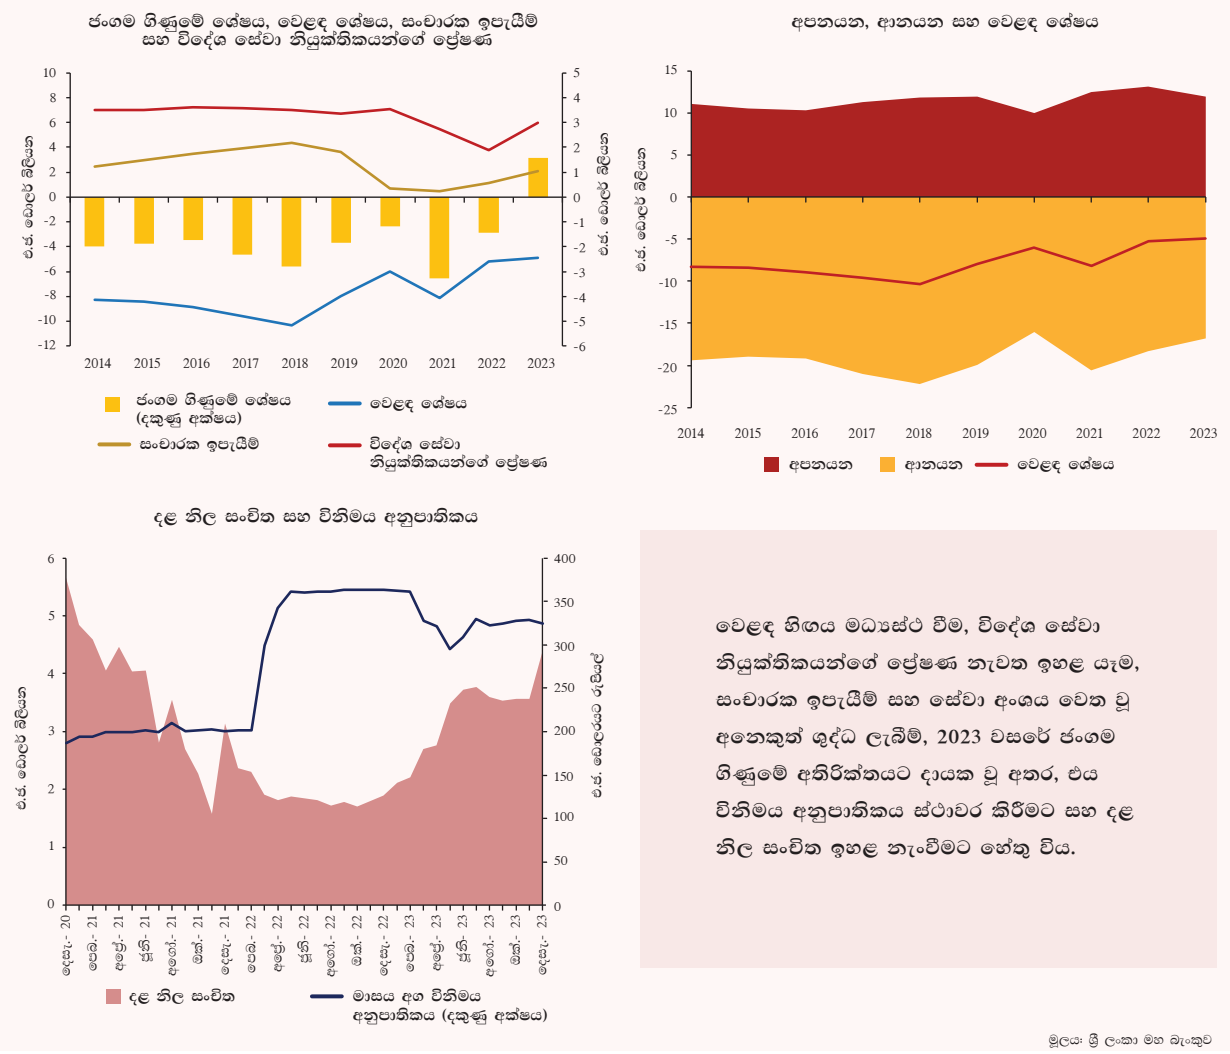 ජංගම ගිණුමේ ශේෂය, වෙළඳ ශේෂය, සංචාරක ඉපැයීම්
සහ විදේශ සේවා නියුක්තිකයන්ගේ ප්‍රේෂණ
එ.ජ. ඩොලර් බිලියන
10
8
6
4
2
0
-2
-4
-6
-8
-10
-12
5
4
3
2
1
0
-1
-2
-3
-4
-5
-6
එ.ජ. ඩොලර් බිලියන
2014 2015 2016 2017 2018 2019 2020 2021 2022 2023
ජංගම ගිණුමේ ශේෂය
(දකුණු අක්ෂය)
වෙළඳ ශේෂය
සංචාරක ඉපැයීම්
විදේශ සේවා
නියුක්තිකයන්ගේ ප්‍රේෂණ
අපනයන, ආනයන සහ වෙළඳ ශේෂය
එ.ජ. ඩොලර් බිලියන
15
10
5
0
-5
-10
-15
-20
-25
2014 2015 2016 2017 2018 2019 2020 2021 2022 2023
අපනයන ආනයන වෙළඳ ශේෂය
දළ නිල සංචිත සහ විනිමය අනුපාතිකය
එ.ජ. ඩොලර් බිලියන
6
5
4
3
2
1
0
400
350
300
250
200
150
100
50
0
එ.ජ. ඩොලරයට රුපියල්
දෙසැ.- 20 පෙබ.- 21 අප්‍රේ.- 21 ජූනි- 21 අගෝ.- 21 ඔක්.- 21 දෙසැ.- 21 පෙබ.- 22 අප්‍රේ.- 22 ජූනි- 22 අගෝ.- 22 ඔක්.- 22 දෙසැ.- 22 පෙබ.- 23 අප්‍රේ.- 23 ජූනි- 23 අගෝ.- 23 ඔක්.- 23 දෙසැ.- 23
දළ නිල සංචිත
මාසය අග විනිමය
අනුපාතිකය (දකුණු අක්ෂය)
වෙළඳ හිඟය මධ්‍යස්ථ වීම, විදේශ සේවා
නියුක්තිකයන්ගේ ප්‍රේෂණ නැවත ඉහළ යෑම,
සංචාරක ඉපැයීම් සහ සේවා අංශය වෙත වූ
අනෙකුත් ශුද්ධ ලැබීම්, 2023 වසරේ ජංගම
ගිණුමේ අතිරික්තයට දායක වූ අතර, එය
විනිමය අනුපාතිකය ස්ථාවර කිරීමට සහ දළ
නිල සංචිත ඉහළ නැංවීමට හේතු විය.
මූලය: ශ්‍රී ලංකා මහ බැංකුව